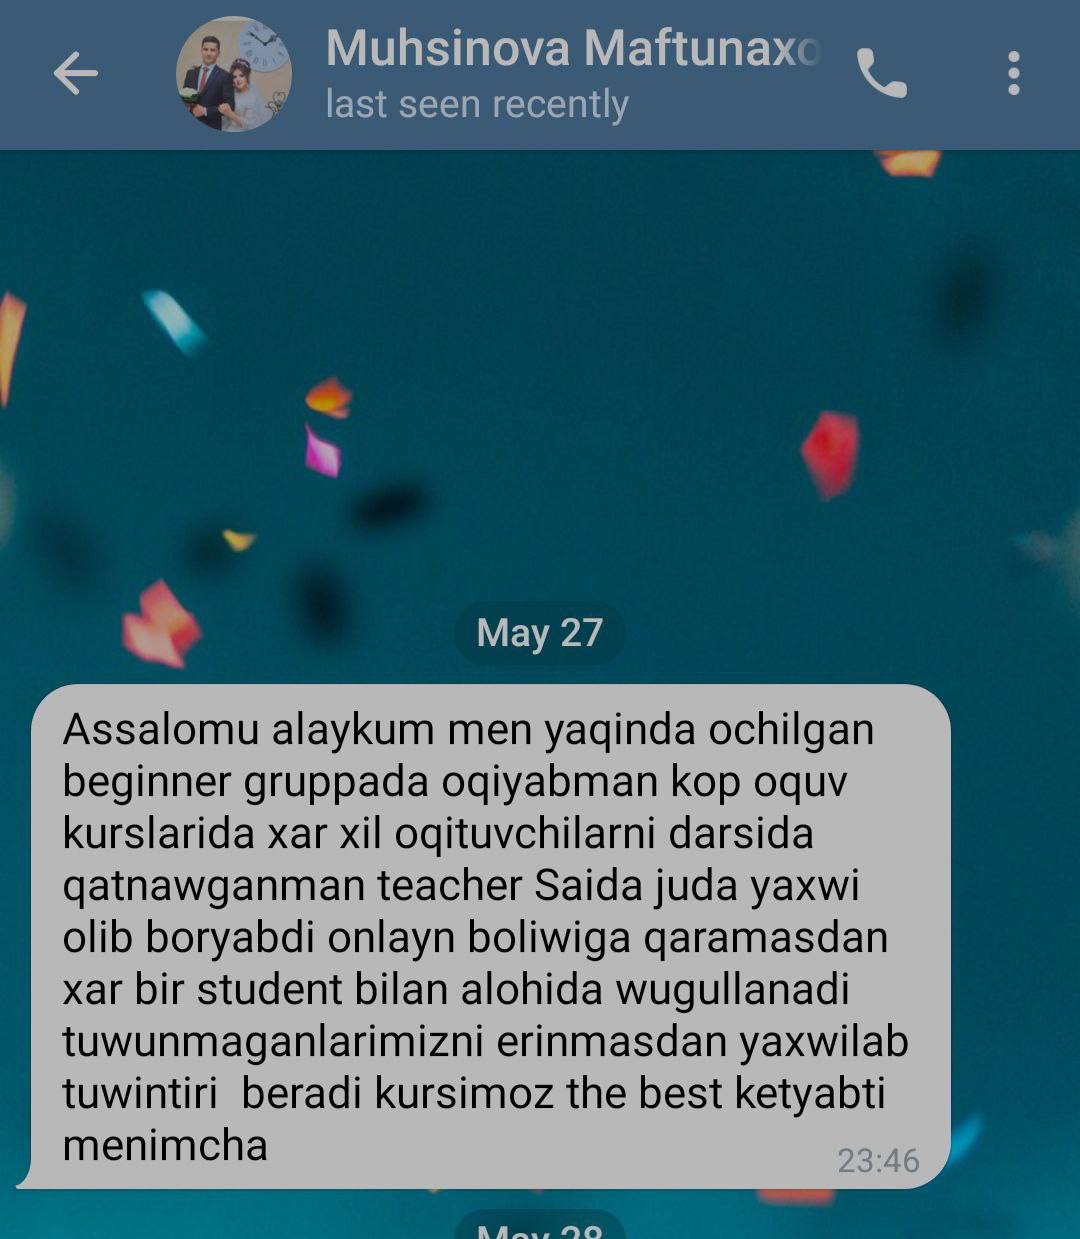 Muhsinova Maftunaxo
last seen recently
May 27
Assalomu alaykum men yaqinda ochilgan
beginner gruppada oqiyabman kop oquv
kurslarida xar xil oqituvchilarni darsida
qatnawganman teacher Saida juda yaxwi
olib boryabdi onlayn boliwiga qaramasdan
xar bir student bilan alohida wugullanadi
tuwunmaganlarimizni erinmasdan yaxwilab
tuwintiri  beradi kursimoz the best ketyabti
menimcha
23:46
May 28